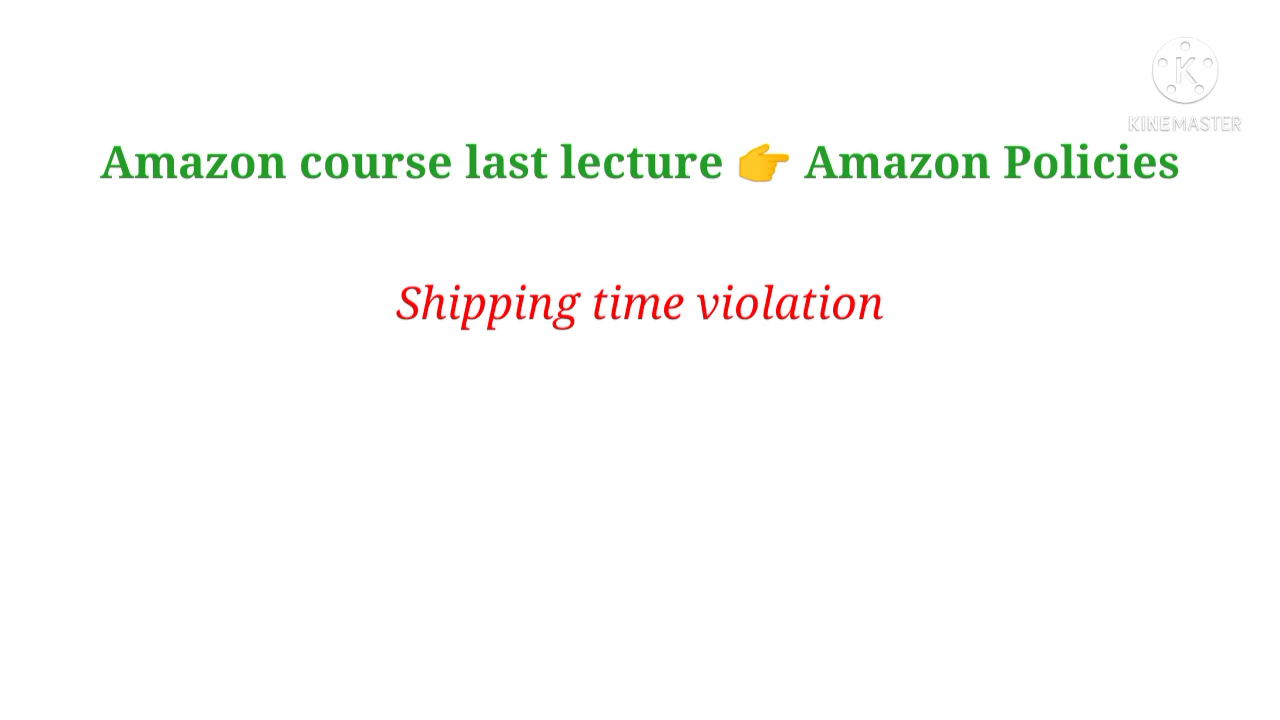 K
KINEMASTER
Amazon course last lecture 👉 Amazon Policies
Shipping time violation